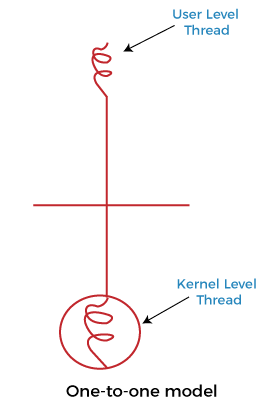 User Level
Thread
Kernel Level
Thread
One-to-one model